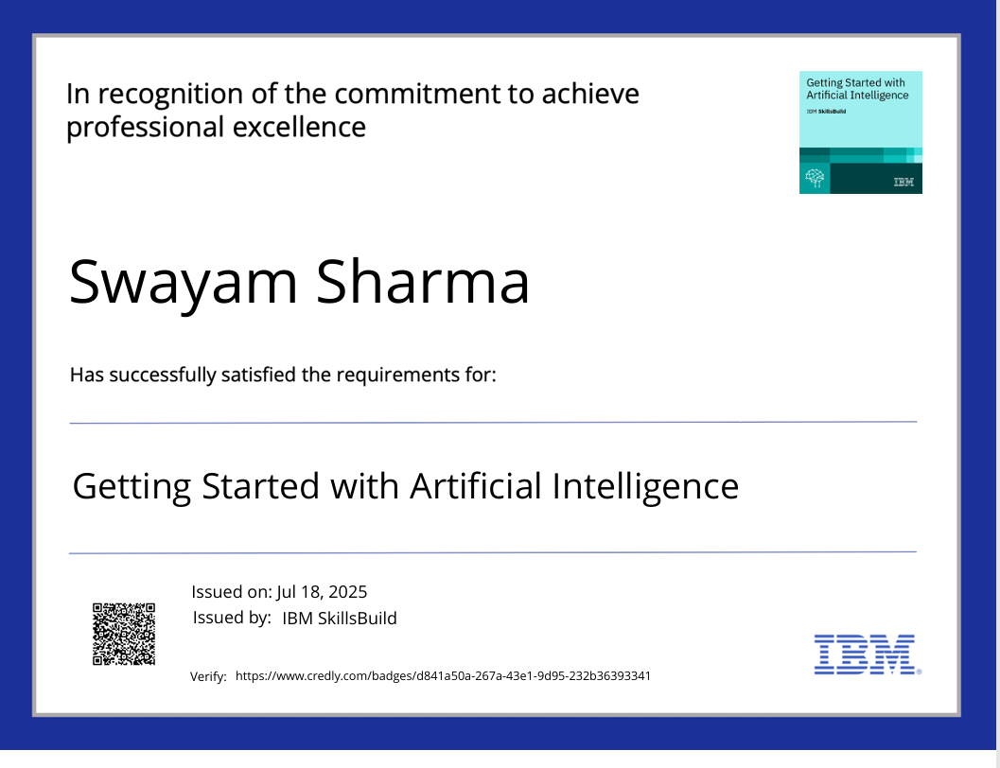 In recognition of the commitment to achieve
professional excellence
Getting Started with
Artificial Intelligence
IBM SkillsBuild
IBM
Swayam Sharma
Has successfully satisfied the requirements for:
Getting Started with Artificial Intelligence
Issued on: Jul 18, 2025
Issued by: IBM SkillsBuild
Verify: https://www.credly.com/badges/d841a50a-267a-43e1-9d95-232b36393341
IBM®